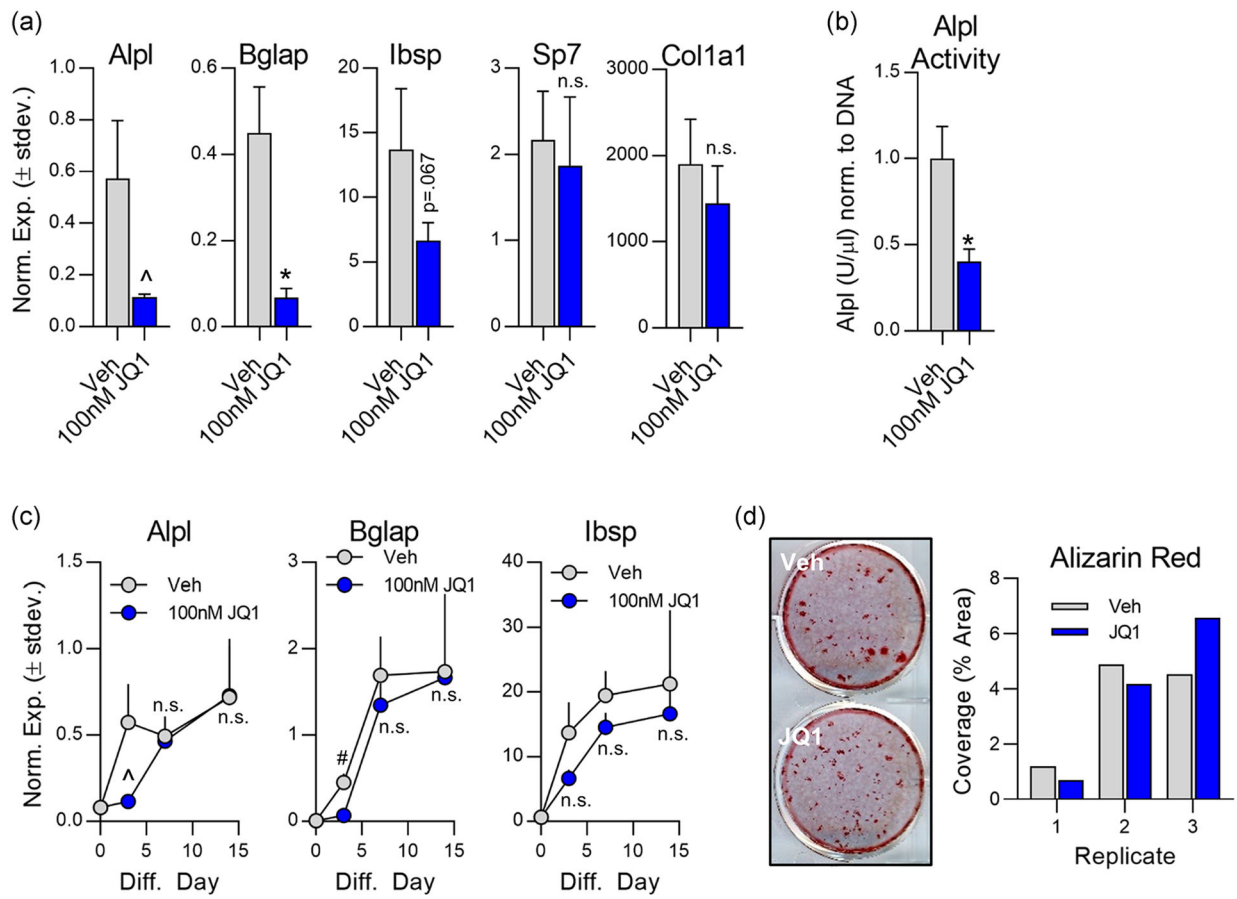 (a)
Alpl
Bglap
Ibsp
Sp7
Col1a1
Norm. Exp. (± stdev.)
1.0
0.8
0.6
0.4
0.2
0.0
^
Veh
100nM JQ1
0.6
0.4
0.2
0.0
*
Veh
100nM JQ1
20
15
10
5
0
p=.067
Veh
100nM JQ1
3
2
1
0
n.s.
Veh
100nM JQ1
3000
2000
1000
0
n.s.
Veh
100nM JQ1
(b)
Alpl
Activity
Alpl (U/μl) norm. to DNA
1.5
1.0
0.5
0.0
*
Veh
100nM JQ1
(c)
Alpl
Norm. Exp. (± stdev.)
1.5
1.0
0.5
0.0
Veh
100nM JQ1
^
n.s.
n.s.
0 5 10 15
Diff. Day
Bglap
3
2
1
0
Veh
100nM JQ1
#
n.s.
n.s.
0 5 10 15
Diff. Day
Ibsp
40
30
20
10
0
Veh
100nM JQ1
n.s.
n.s.
n.s.
0 5 10 15
Diff. Day
(d)
Veh
JQ1
Alizarin Red
Coverage (% Area)
8
6
4
2
0
Veh
JQ1
1 2 3
Replicate